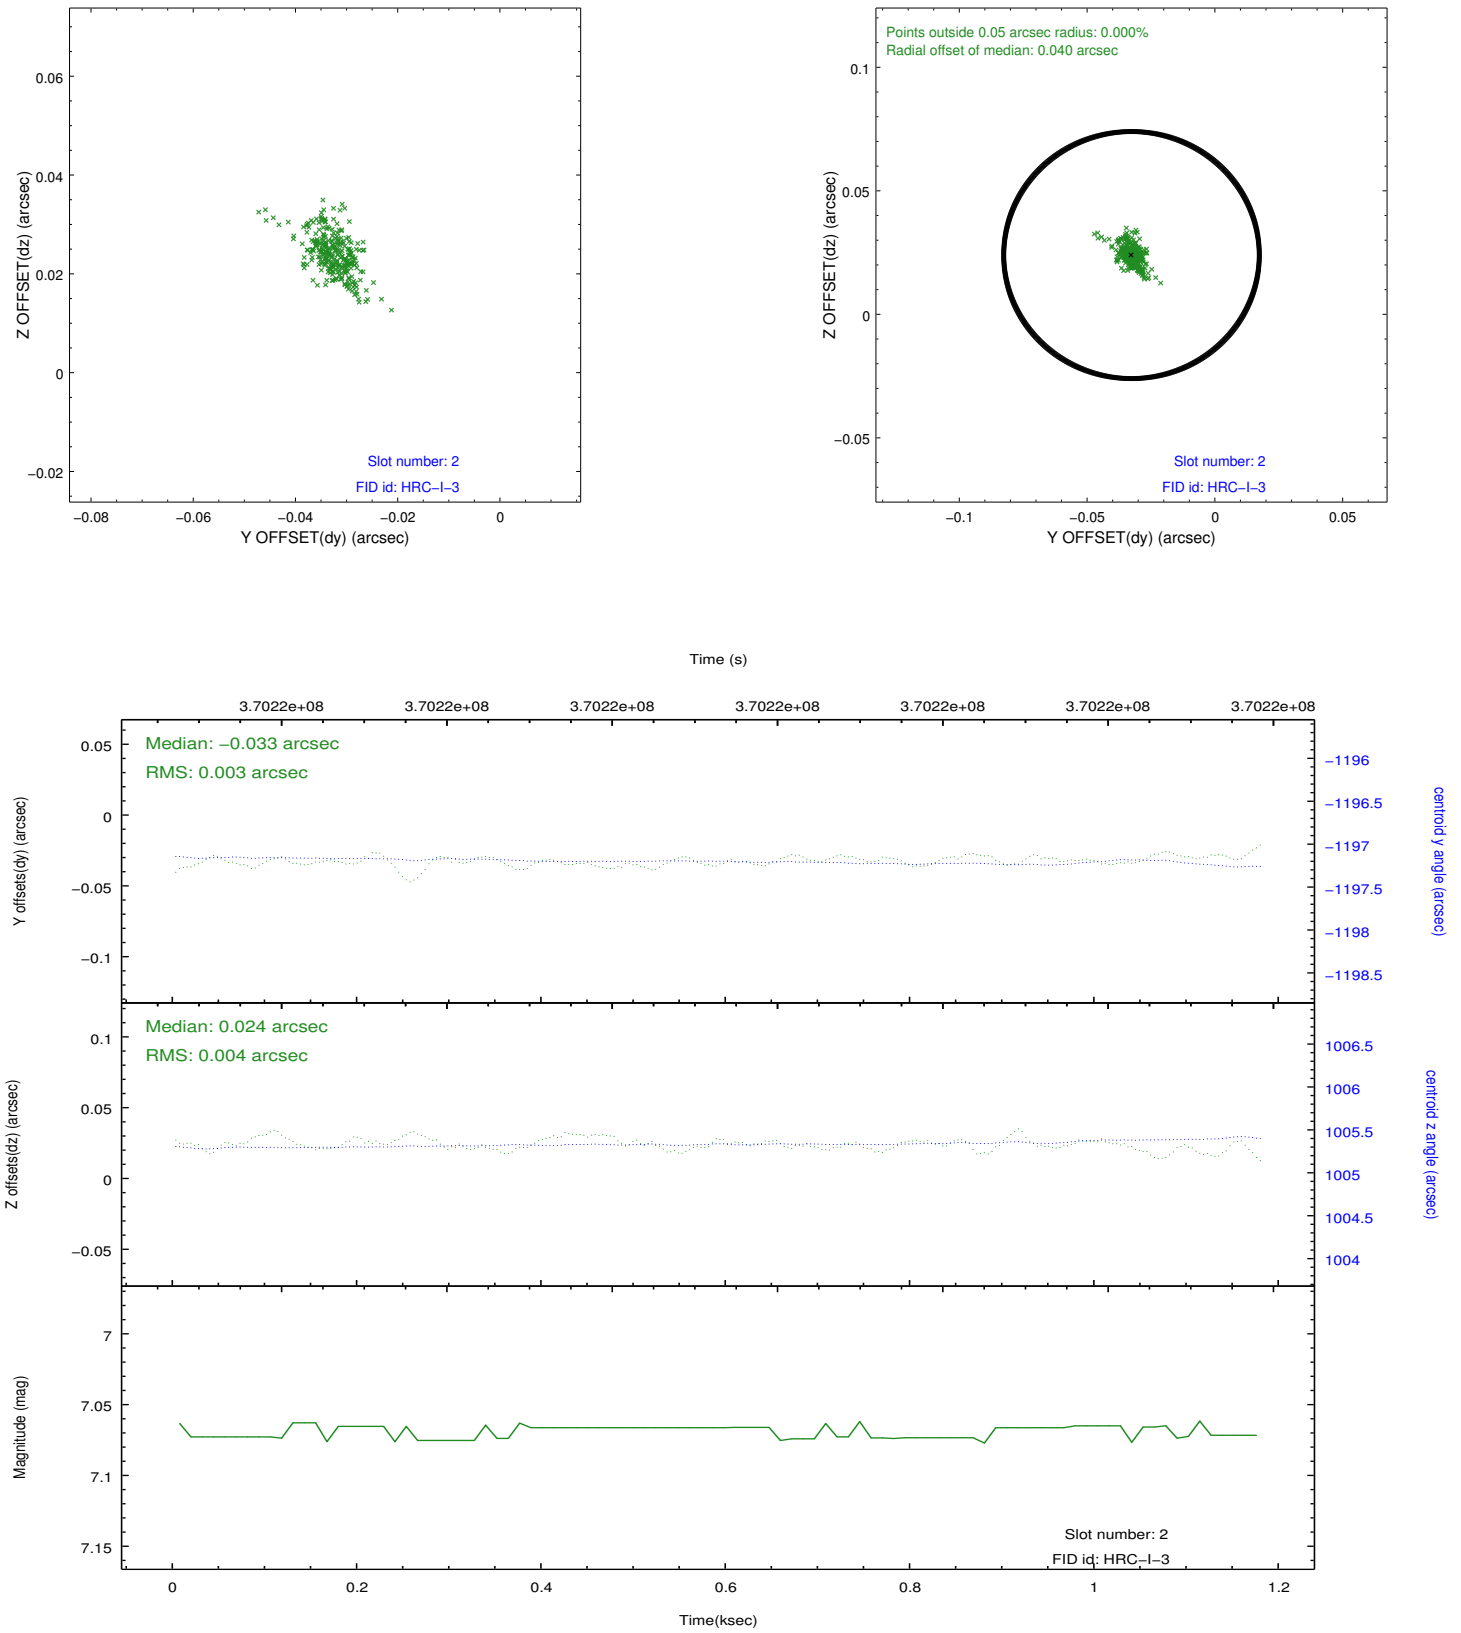 0.06
0.04
0.02
0
−0.02
−0.08
−0.06
−0.04
−0.02
0
Z OFFSET(dz) (arcsec)
Y OFFSET(dy) (arcsec)
Slot number: 2
FID id: HRC−I−3
Points outside 0.05 arcsec radius: 0.000%
Radial offset of median: 0.040 arcsec
0.1
0.05
0
−0.05
−0.1
−0.05
0
0.05
Z OFFSET(dz) (arcsec)
Y OFFSET(dy) (arcsec)
Slot number: 2
FID id: HRC−I−3
Time (s)
3.7022e+08
3.7022e+08
3.7022e+08
3.7022e+08
3.7022e+08
3.7022e+08
3.7022e+08
Median: −0.033 arcsec
RMS: 0.003 arcsec
0.05
0
−0.05
−0.1
Y offsets(dy) (arcsec)
−1196
−1196.5
−1197
−1197.5
−1198
−1198.5
centroid y angle (arcsec)
Median: 0.024 arcsec
RMS: 0.004 arcsec
0.1
0.05
0
−0.05
Z offsets(dz) (arcsec)
1006.5
1006
1005.5
1005
1004.5
1004
centroid z angle (arcsec)
7
7.05
7.1
7.15
Magnitude (mag)
Slot number: 2
FID id: HRC−I−3
0
0.2
0.4
0.6
0.8
1
1.2
Time(ksec)